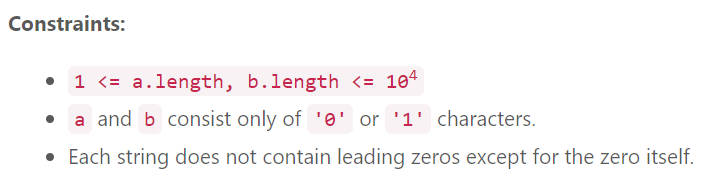 Constraints:
1 <= a.length, b.length <= 10⁴
a and b consist only of '0' or '1' characters.
Each string does not contain leading zeros except for the zero itself.